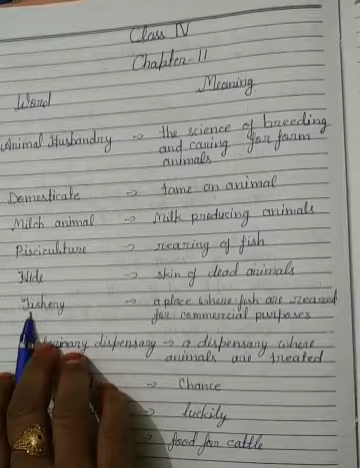 Class IV
Chapter-11
Word Meaning
Animal Husbandry → the science of breeding
and caring for farm
animals
Domesticate → tame an animal
Milch animal → Milk producing animals
Pisciculture → rearing of fish
Hide → skin of dead animals
Fishery → a place where fish are reared
for commercial purposes
dispensary → a dispensary where
animals are treated
→ Chance
→ luckily
→ food for cattle